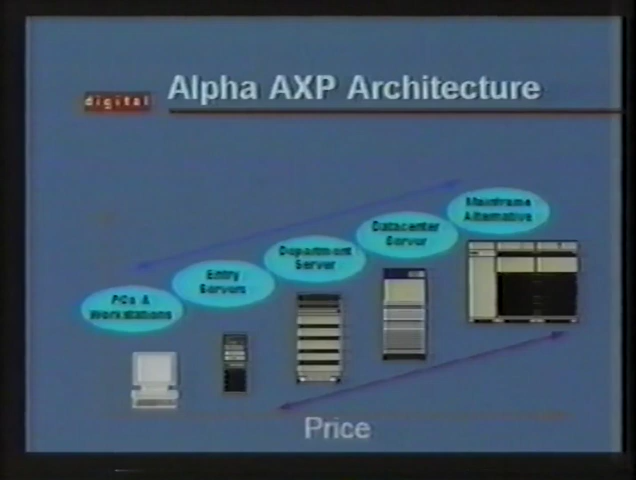 digital
Alpha AXP Architecture
Mainframe
Alternative
Datacenter
Server
Department
Server
Entry
Servers
PCs &
Workstations
Price